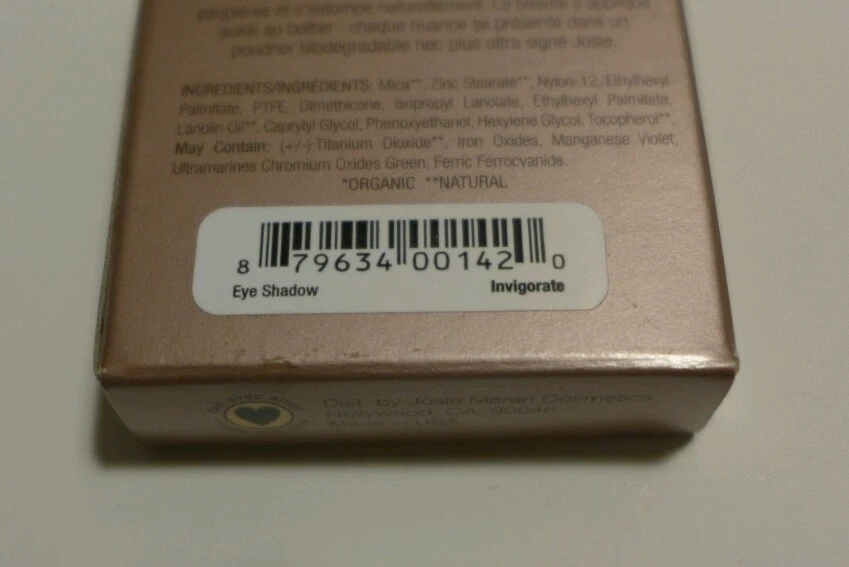 paupières et s'estompe naturellement. La beauté s'applique
aussi au boîtier : chaque nuance se présente dans un
poudrier biodégradable nec plus ultra signé Josie.
INGREDIENTS/INGRÉDIENTS: Mica**, Zinc Stearate**, Nylon-12, Ethylhexyl
Palmitate, PTFE, Dimethicone, Isopropyl Lanolate, Ethylhexyl Palmitate
Lanolin Oil**, Caprylyl Glycol, Phenoxyethanol, Hexylene Glycol, Tocopherol**,
May Contain: (+/-):Titanium Dioxide**, Iron Oxides, Manganese Violet,
Ultramarines Chromium Oxides Green, Ferric Ferrocyanide.
*ORGANIC **NATURAL
8 79634 00142 0
Eye Shadow Invigorate
Dist. by Josie Maran Cosmetics
Hollywood, CA. 90046
Made in USA